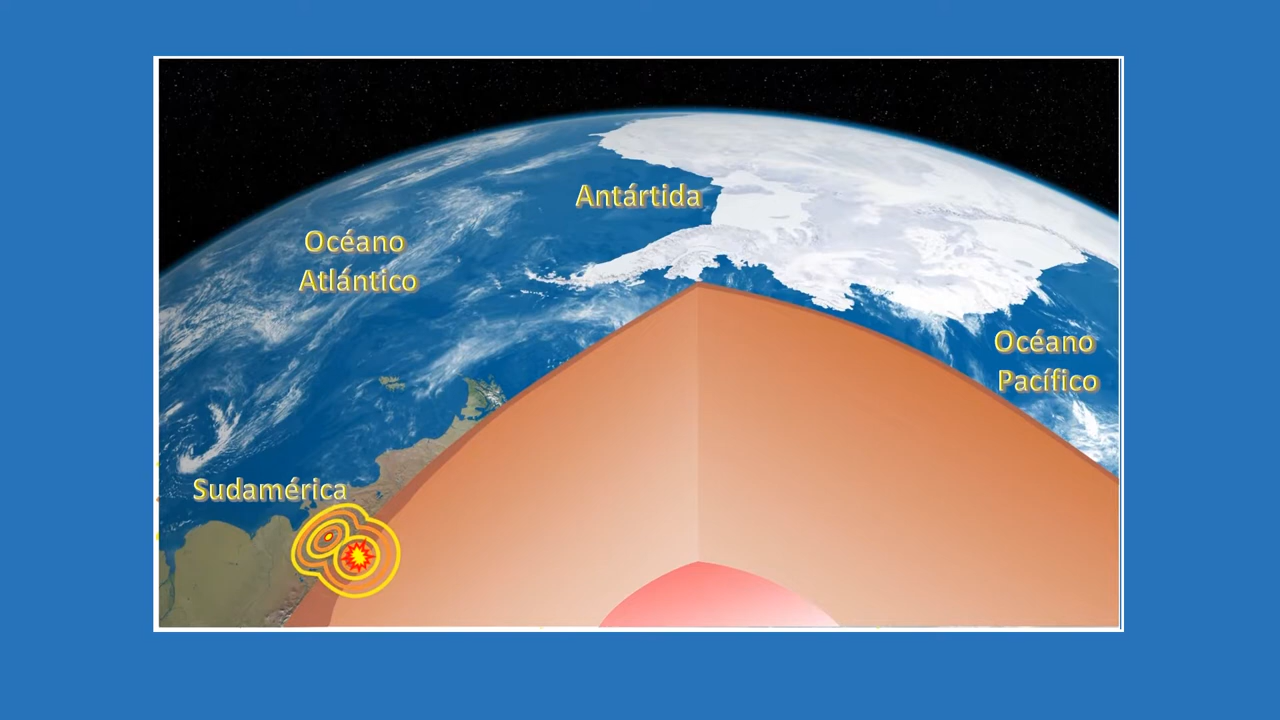 Antártida
Océano
Atlántico
Océano
Pacífico
Sudamérica